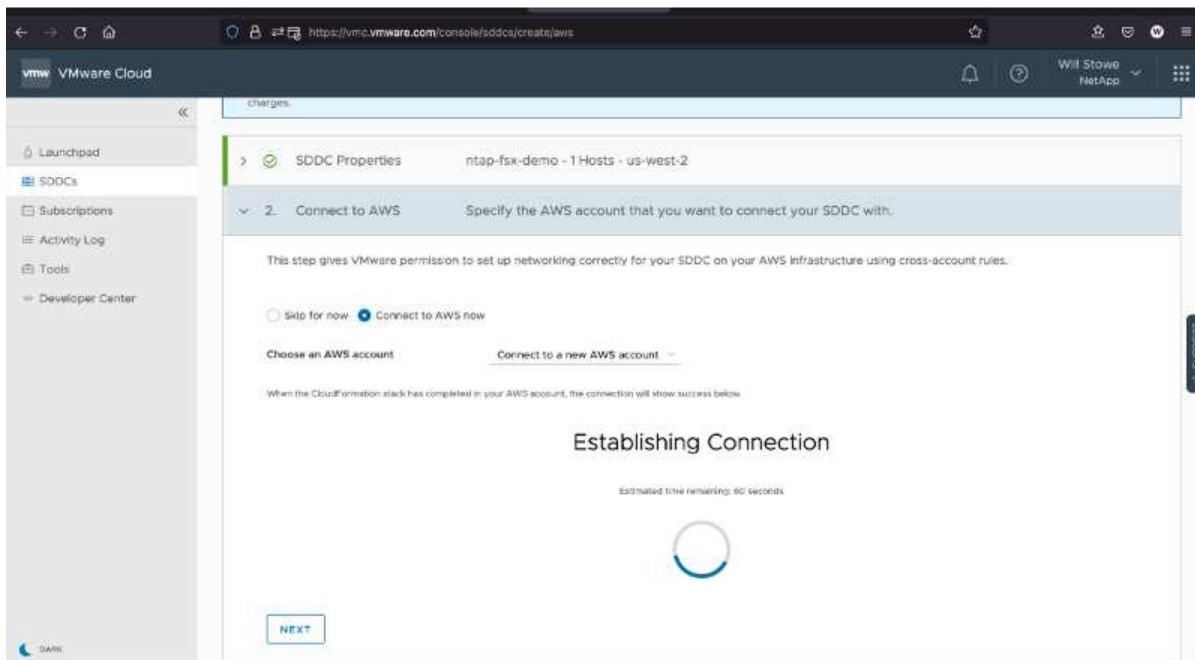 https://vmc.vmware.com/console/sddcs/create/aws
vmw VMware Cloud
Will Stowe
NetApp
charges.
Launchpad
SDDCs
Subscriptions
Activity Log
Tools
Developer Center
SDDC Properties ntap-fsx-demo - 1 Hosts - us-west-2
2. Connect to AWS Specify the AWS account that you want to connect your SDDC with.
This step gives VMware permission to set up networking correctly for your SDDC on your AWS infrastructure using cross-account rules.
Skip for now Connect to AWS now
Choose an AWS account Connect to a new AWS account
When the CloudFormation stack has completed in your AWS account, the connection will show success below.
Establishing Connection
Estimated time remaining: 60 seconds
NEXT
DARK